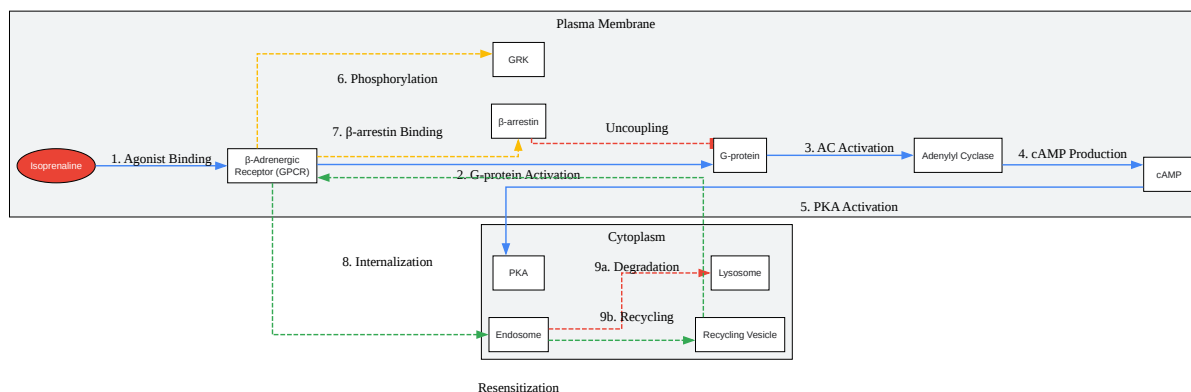 Plasma Membrane
GRK
6. Phosphorylation
β-arrestin
7. β-arrestin Binding
Uncoupling
Isoprenaline
1. Agonist Binding
β-Adrenergic
Receptor (GPCR)
G-protein
3. AC Activation
Adenylyl Cyclase
4. cAMP Production
cAMP
2. G-protein Activation
5. PKA Activation
Cytoplasm
8. Internalization
PKA
9a. Degradation
Lysosome
9b. Recycling
Endosome
Recycling Vesicle
Resensitization